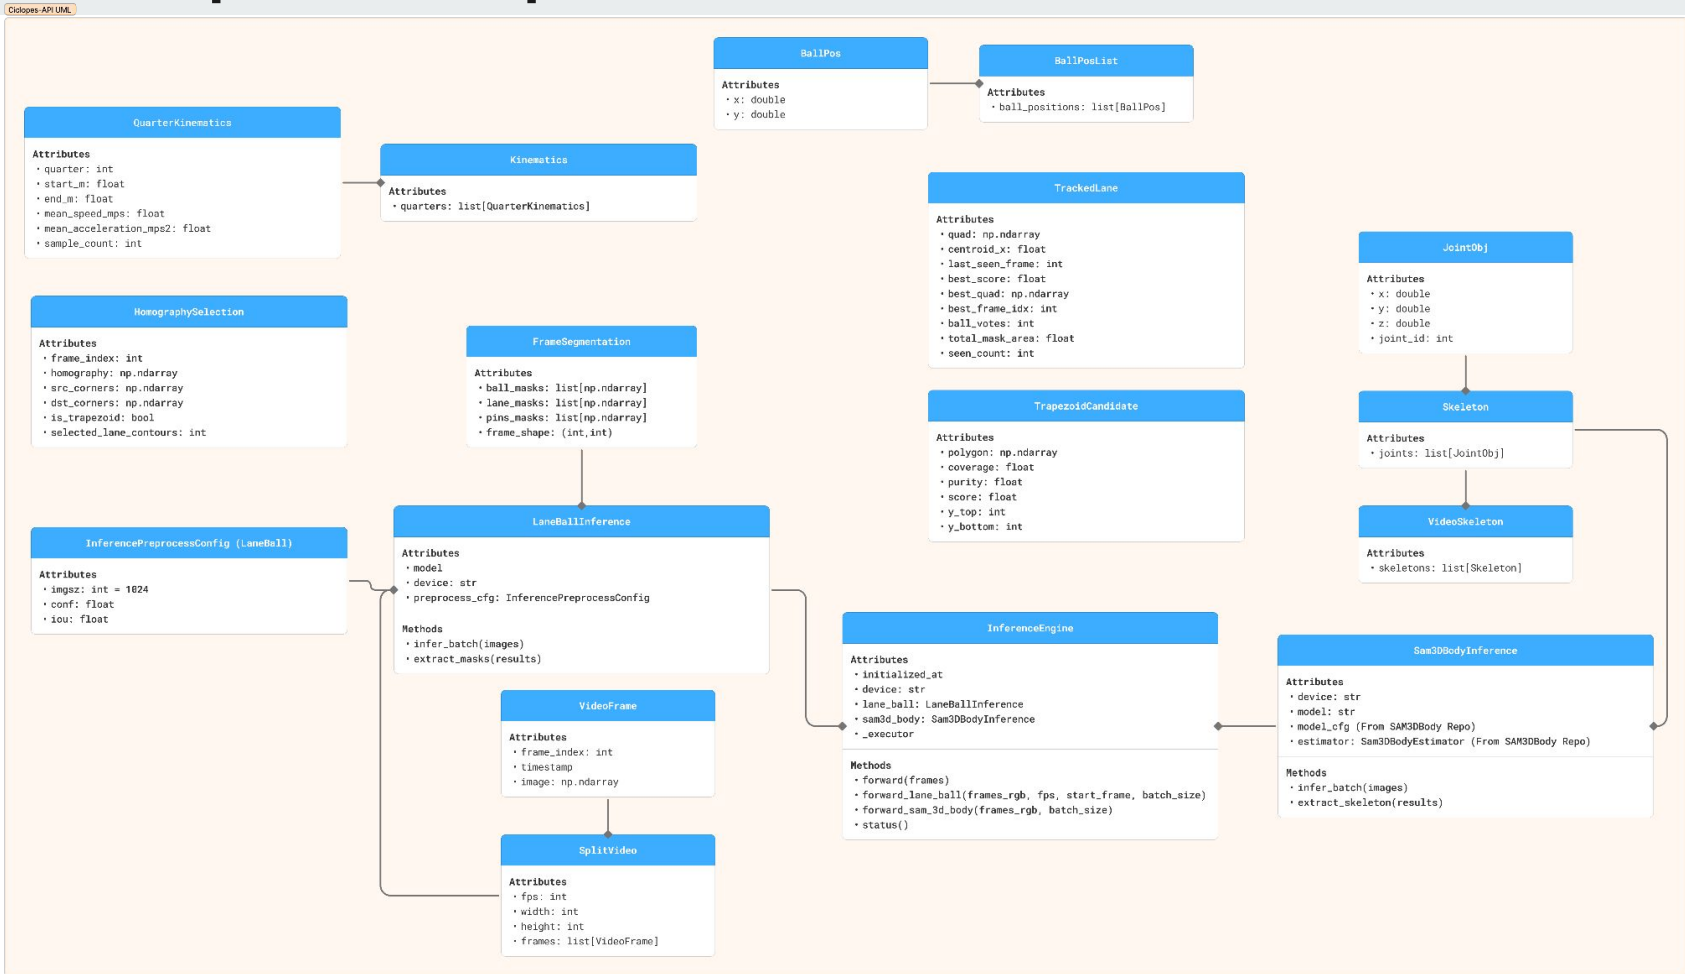 Ciclopes-API UML
BallPos
Attributes
• x: double
• y: double
BallPosList
Attributes
• ball_positions: list[BallPos]
QuarterKinematics
Attributes
• quarter: int
• start_m: float
• end_m: float
• mean_speed_mps: float
• mean_acceleration_mps2: float
• sample_count: int
Kinematics
Attributes
• quarters: list[QuarterKinematics]
TrackedLane
Attributes
• quad: np.ndarray
• centroid_x: float
• last_seen_frame: int
• best_score: float
• best_quad: np.ndarray
• best_frame_idx: int
• ball_votes: int
• total_mask_area: float
• seen_count: int
JointObj
Attributes
• x: double
• y: double
• z: double
• joint_id: int
HomographySelection
Attributes
• frame_index: int
• homography: np.ndarray
• src_corners: np.ndarray
• dst_corners: np.ndarray
• is_trapezoid: bool
• selected_lane_contours: int
FrameSegmentation
Attributes
• ball_masks: list[np.ndarray]
• lane_masks: list[np.ndarray]
• pins_masks: list[np.ndarray]
• frame_shape: (int,int)
TrapezoidCandidate
Attributes
• polygon: np.ndarray
• coverage: float
• purity: float
• score: float
• y_top: int
• y_bottom: int
Skeleton
Attributes
• joints: list[JointObj]
VideoSkeleton
Attributes
• skeletons: list[Skeleton]
InferencePreprocessConfig (LaneBall)
Attributes
• imgsz: int = 1024
• conf: float
• iou: float
LaneBallInference
Attributes
• model
• device: str
• preprocess_cfg: InferencePreprocessConfig
Methods
• infer_batch(images)
• extract_masks(results)
InferenceEngine
Attributes
• initialized_at
• device: str
• lane_ball: LaneBallInference
• sam3d_body: Sam3DBodyInference
• _executor
Methods
• forward(frames)
• forward_lane_ball(frames_rgb, fps, start_frame, batch_size)
• forward_sam_3d_body(frames_rgb, batch_size)
• status()
Sam3DBodyInference
Attributes
• device: str
• model: str
• model_cfg (From SAM3DBody Repo)
• estimator: Sam3DBodyEstimator (From SAM3DBody Repo)
Methods
• infer_batch(images)
• extract_skeleton(results)
VideoFrame
Attributes
• frame_index: int
• timestamp
• image: np.ndarray
SplitVideo
Attributes
• fps: int
• width: int
• height: int
• frames: list[VideoFrame]